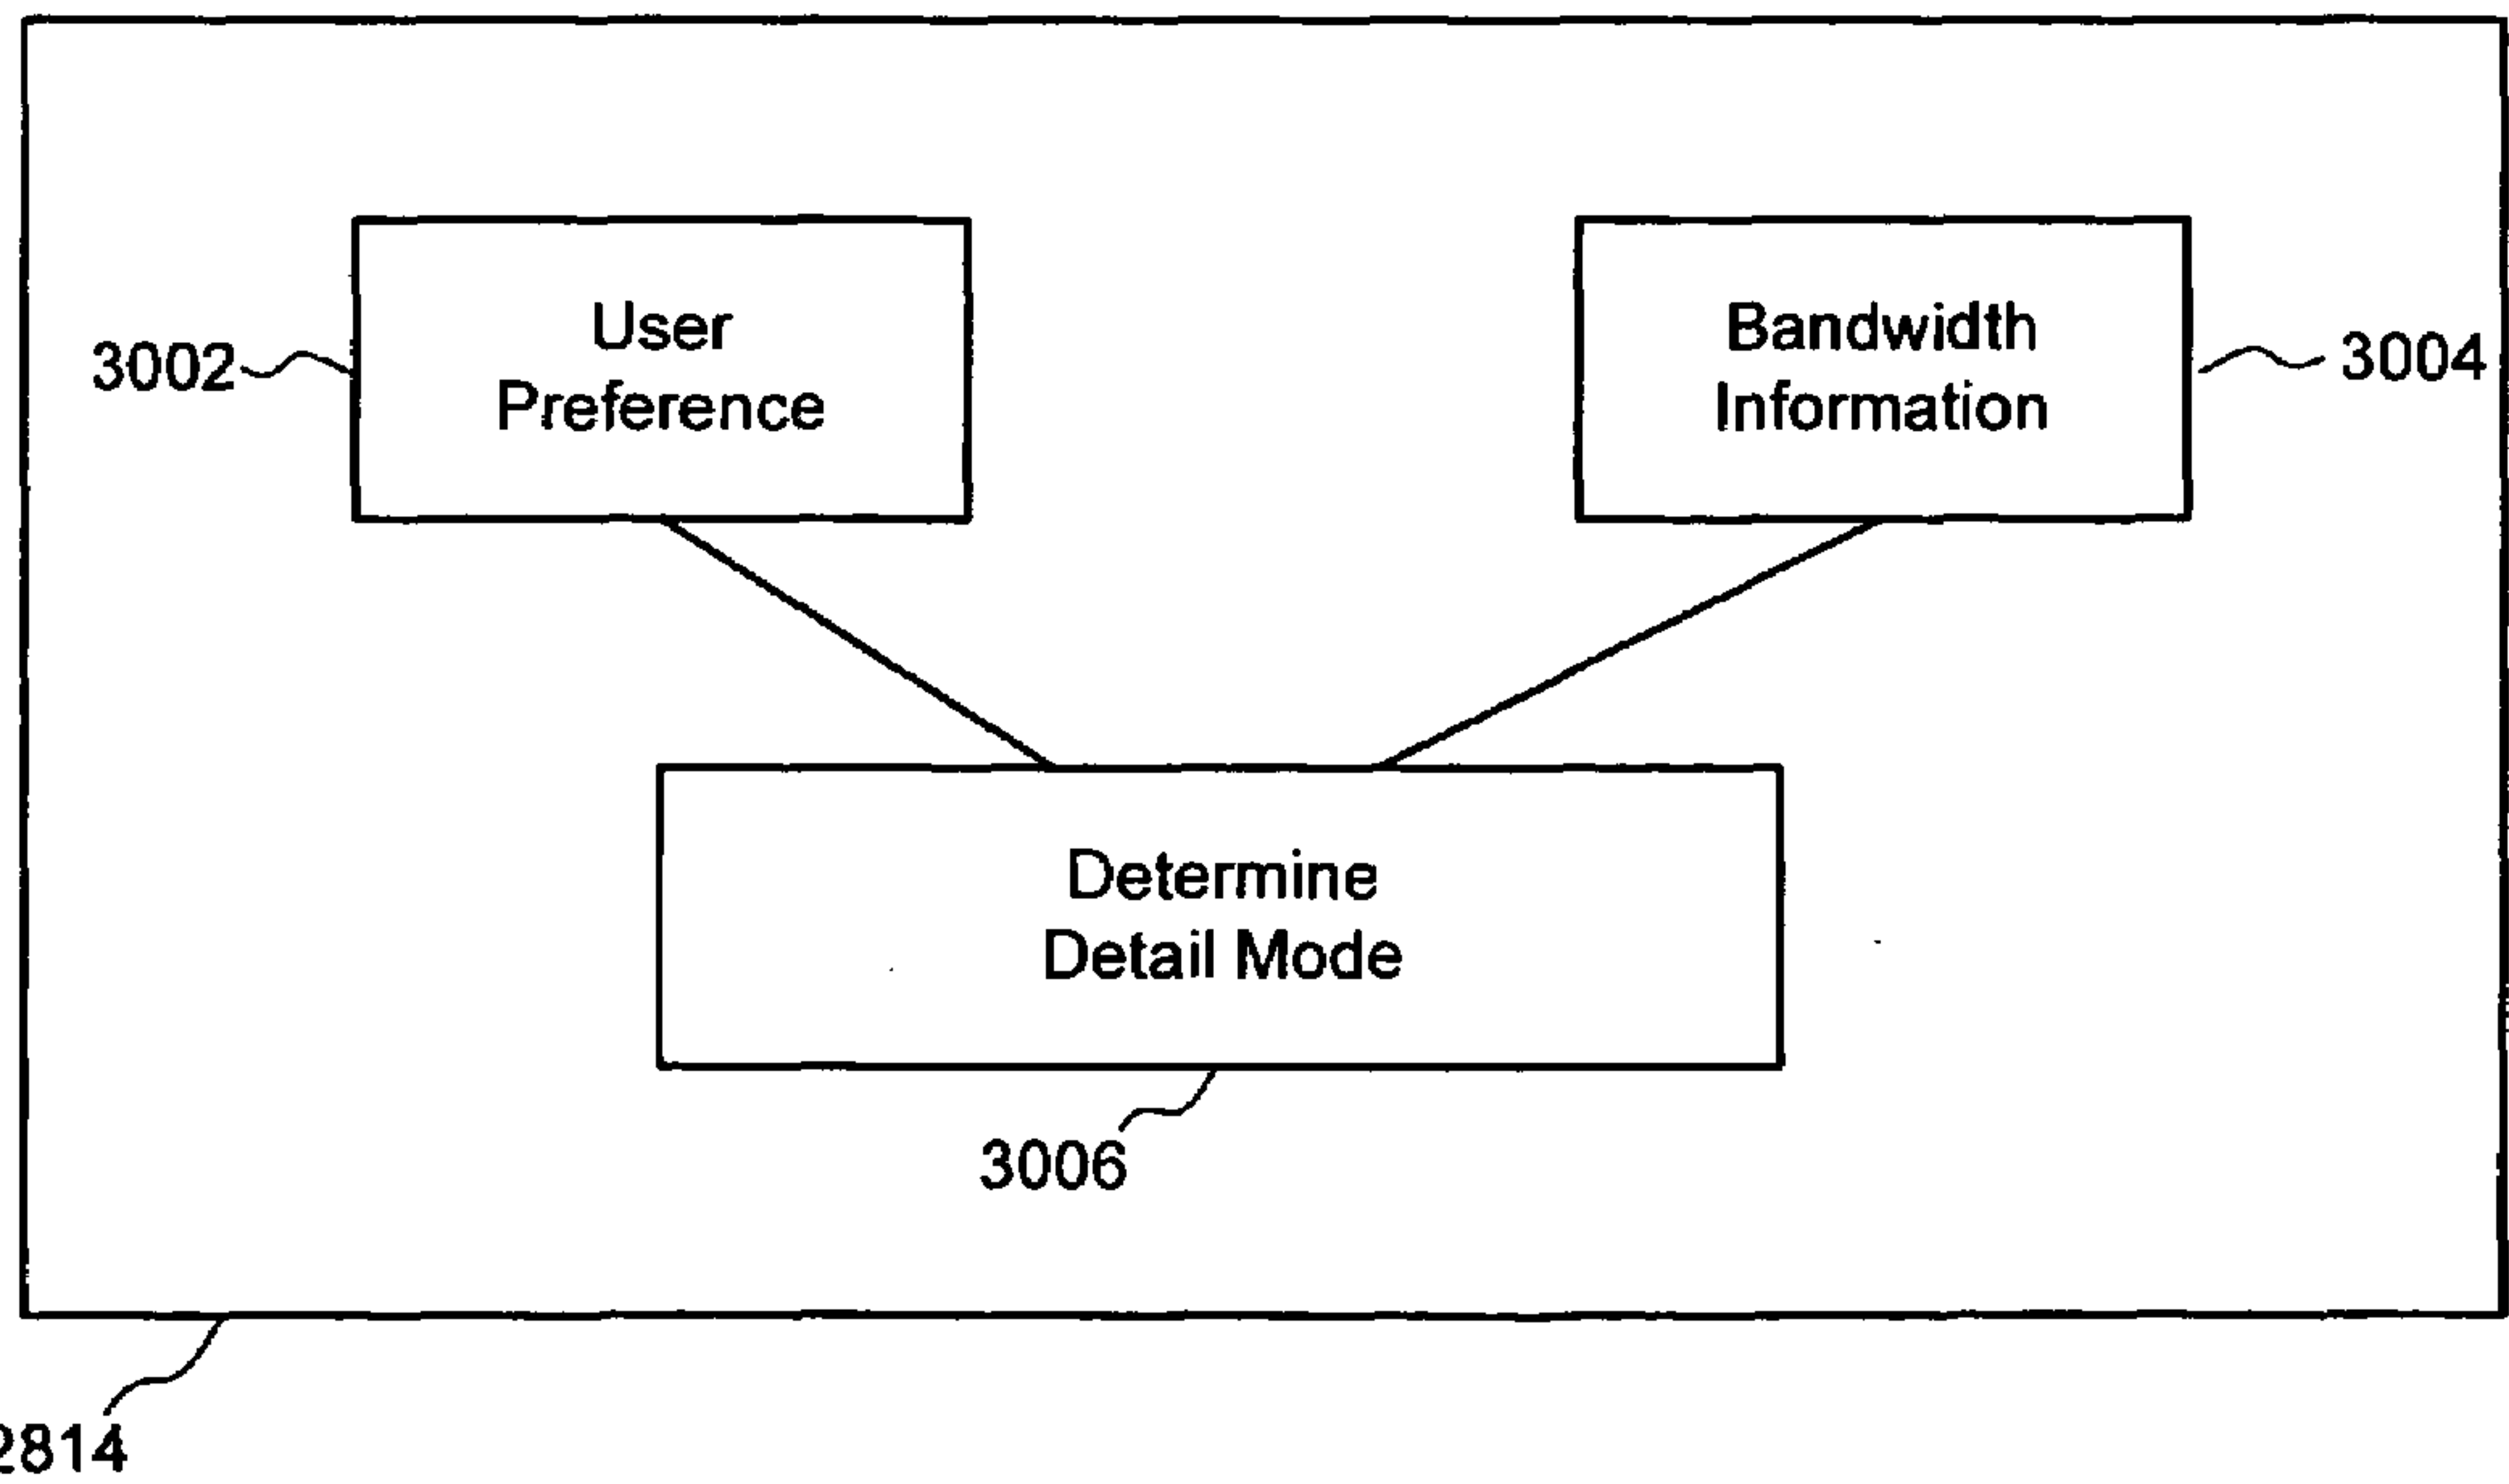 User
Preference
3002
Bandwidth
Information
3004
Determine
Detail Mode
3006
2814